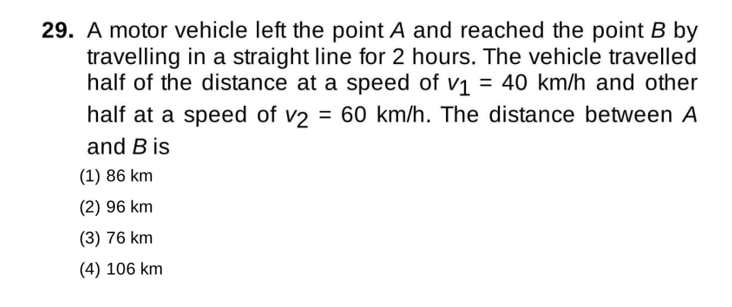 29. A motor vehicle left the point A and reached the point B by
travelling in a straight line for 2 hours. The vehicle travelled
half of the distance at a speed of v1 = 40 km/h and other
half at a speed of v2 = 60 km/h. The distance between A
and B is
(1) 86 km
(2) 96 km
(3) 76 km
(4) 106 km